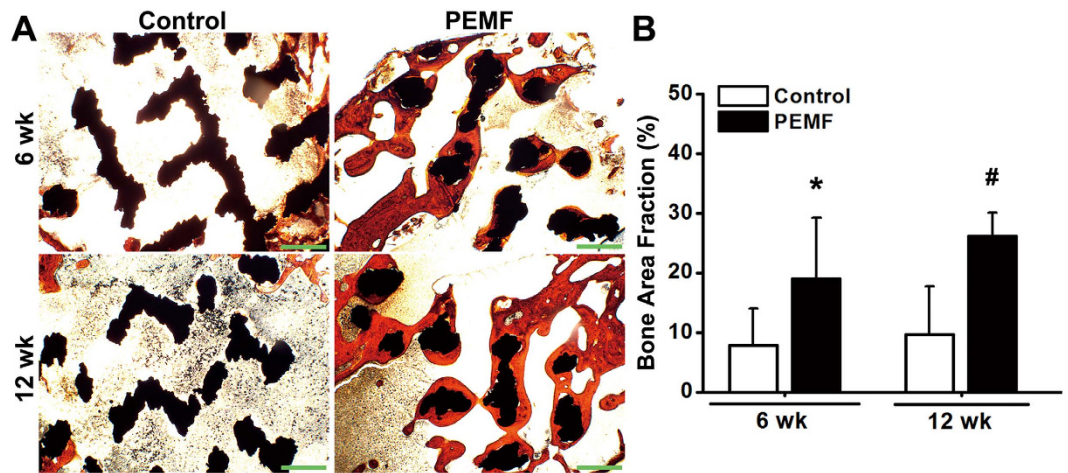 A
Control
PEMF
6 wk
12 wk
B
Bone Area Fraction (%)
50
40
30
20
10
0
Control
PEMF
*
#
6 wk
12 wk